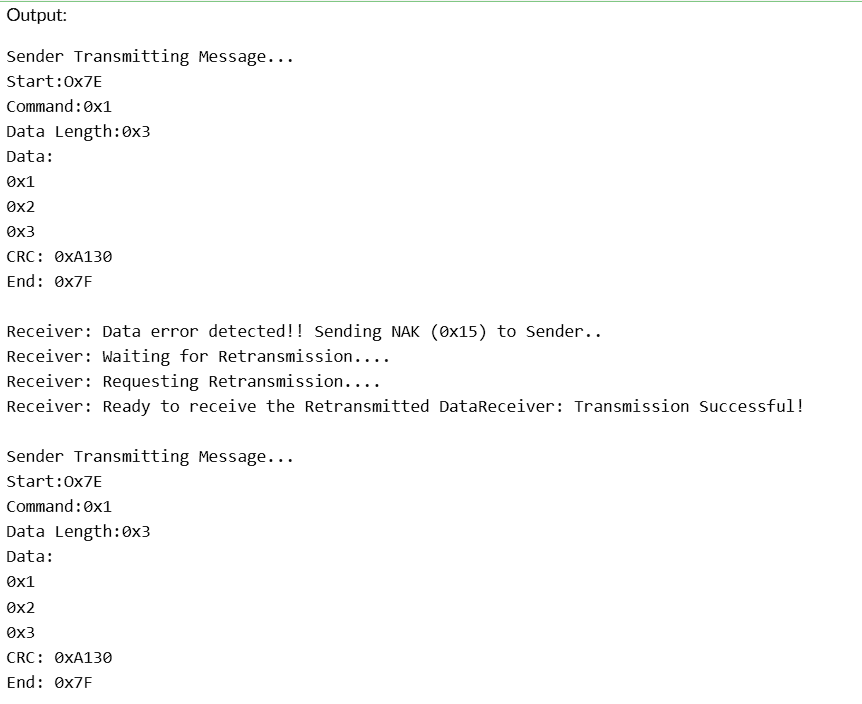 Output:
Sender Transmitting Message...
Start:Ox7E
Command:0x1
Data Length:0x3
Data:
0x1
0x2
0x3
CRC: 0xA130
End: 0x7F
Receiver: Data error detected!! Sending NAK (0x15) to Sender..
Receiver: Waiting for Retransmission....
Receiver: Requesting Retransmission....
Receiver: Ready to receive the Retransmitted DataReceiver: Transmission Successful!
Sender Transmitting Message...
Start:Ox7E
Command:0x1
Data Length:0x3
Data:
0x1
0x2
0x3
CRC: 0xA130
End: 0x7F